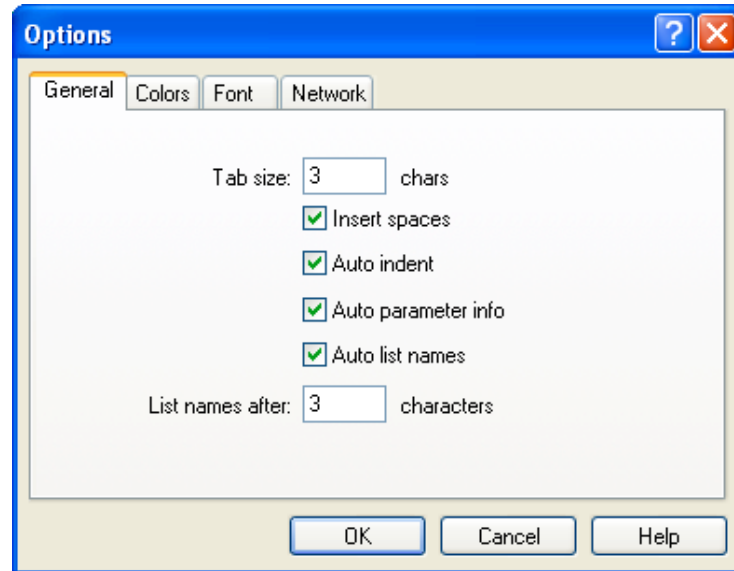 Options
General Colors Font Network
Tab size: 3 chars
Insert spaces
Auto indent
Auto parameter info
Auto list names
List names after: 3 characters
OK Cancel Help